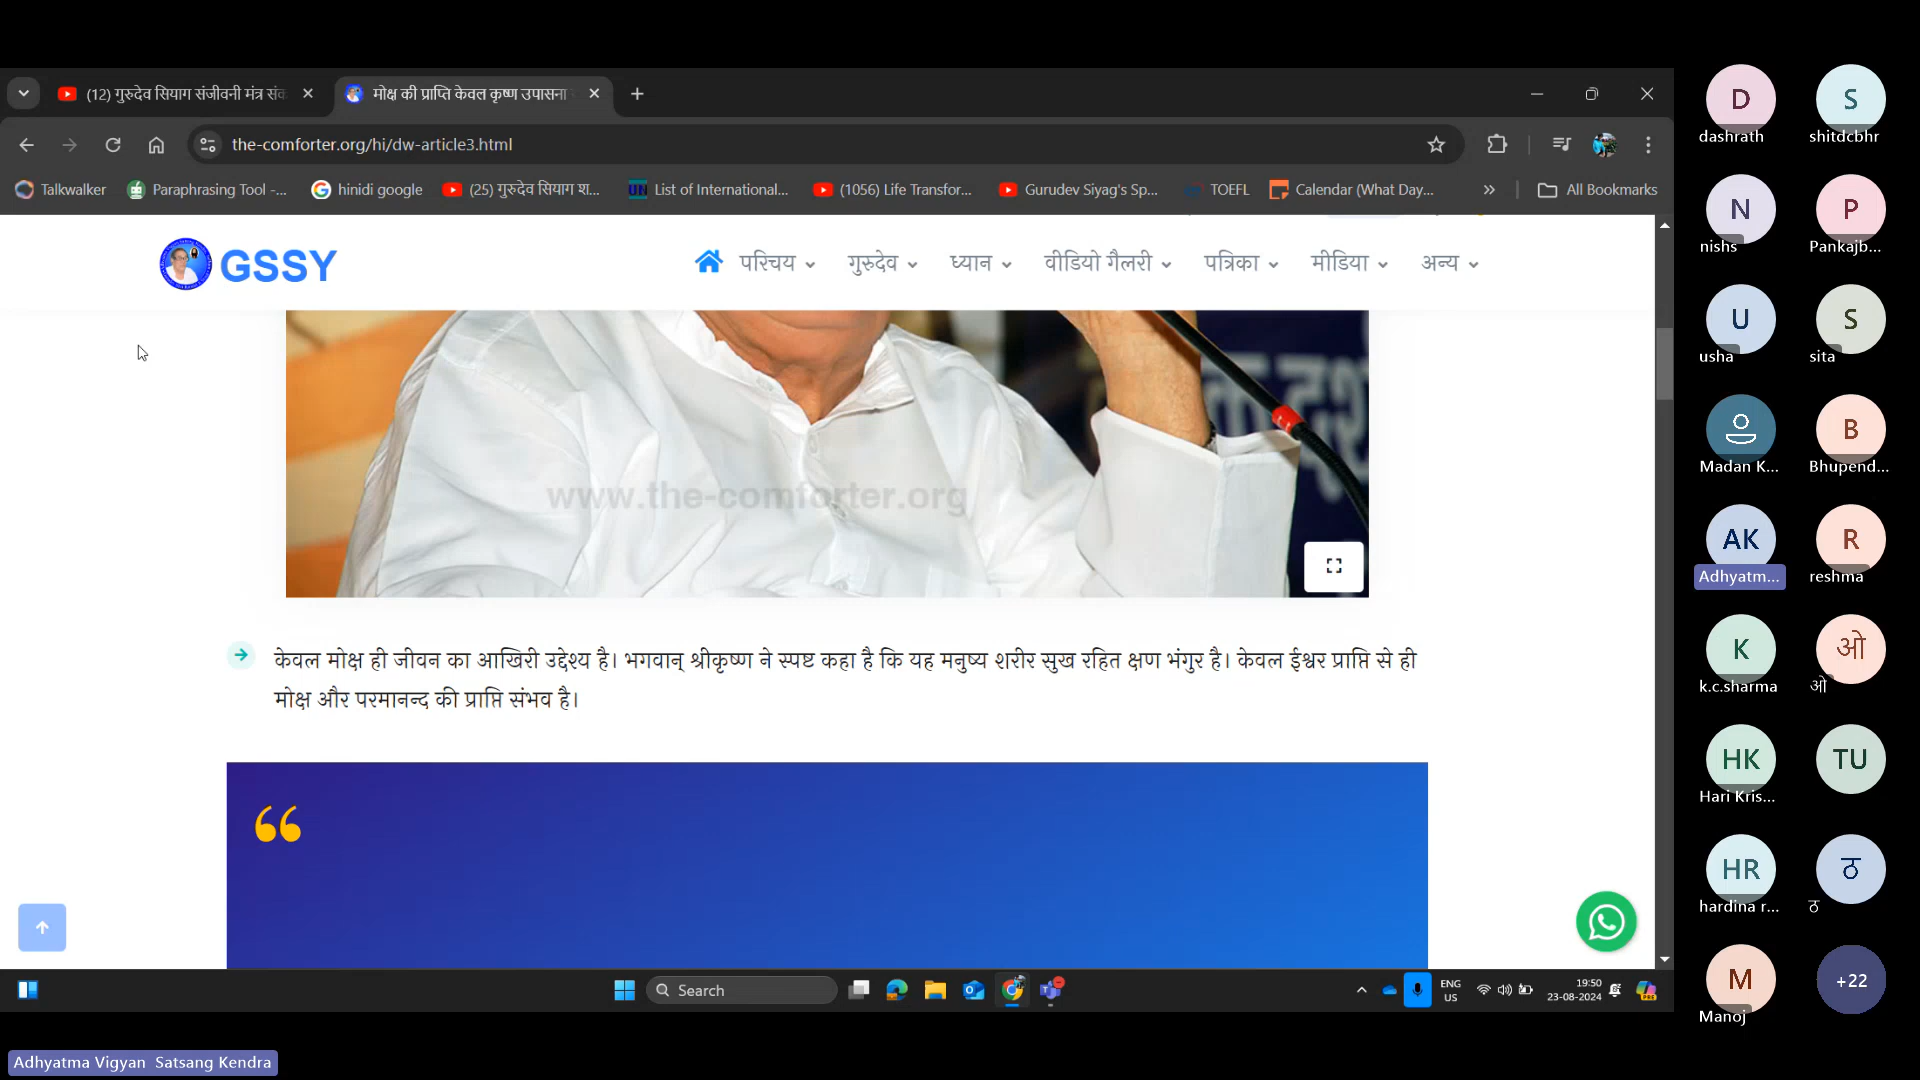 (12) गुरुदेव सियाग संजीवनी मंत्र संव
मोक्ष की प्राप्ति केवल कृष्ण उपासना
the-comforter.org/hi/dw-article3.html
Talkwalker
Paraphrasing Tool -...
hinidi google
(25) गुरुदेव सियाग श...
UN
List of International...
(1056) Life Transfor...
Gurudev Siyag's Sp...
TOEFL
Calendar (What Day...
All Bookmarks
GSSY
परिचय
गुरुदेव
ध्यान
वीडियो गैलरी
पत्रिका
मीडिया
अन्य
www.the-comforter.org
केवल मोक्ष ही जीवन का आखिरी उद्देश्य है। भगवान् श्रीकृष्ण ने स्पष्ट कहा है कि यह मनुष्य शरीर सुख रहित क्षण भंगुर है। केवल ईश्वर प्राप्ति से ही
मोक्ष और परमानन्द की प्राप्ति संभव है।
“
Search
ENG
US
19:50
23-08-2024
Adhyatma Vigyan Satsang Kendra
D
dashrath
S
shitdcbhr
N
nishs
P
Pankajb...
U
usha
S
sita
Madan K...
B
Bhupend...
AK
Adhyatm...
R
reshma
K
k.c.sharma
ओ
ओ
HK
Hari Kris...
TU
HR
hardina r...
ठ
ठ
M
Manoj
+22